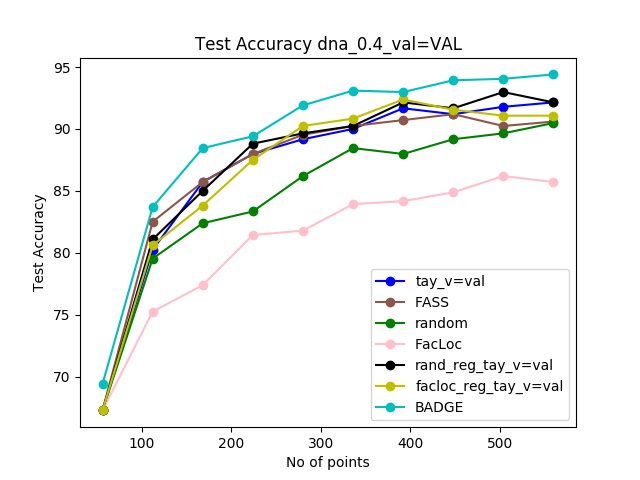 Test Accuracy dna_0.4_val=VAL
Test Accuracy
95
90
85
80
75
70
100
200
300
400
500
No of points
tay_v=val
FASS
random
FacLoc
rand_reg_tay_v=val
facloc_reg_tay_v=val
BADGE